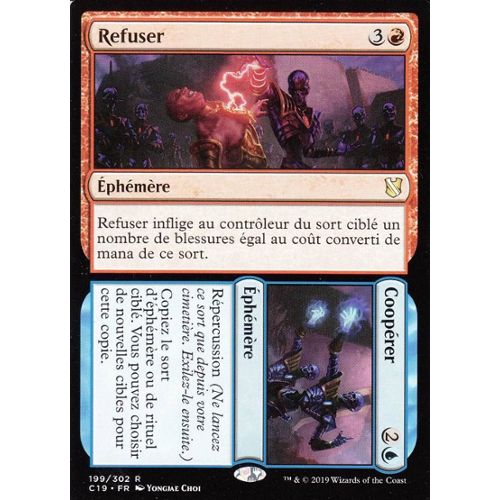 Refuser 3
Éphémère
Refuser inflige au contrôleur du sort ciblé un
nombre de blessures égal au coût converti de
mana de ce sort.
Coopérer 2
Éphémère
Répercussion (Ne lancez
ce sort que depuis votre
cimetière. Exilez-le ensuite.)
Copiez le sort
d'éphémère ou de rituel
ciblé. Vous pouvez choisir
de nouvelles cibles pour
cette copie.
199/302 R
C19 • FR Yongjae Choi
™ & © 2019 Wizards of the Coast